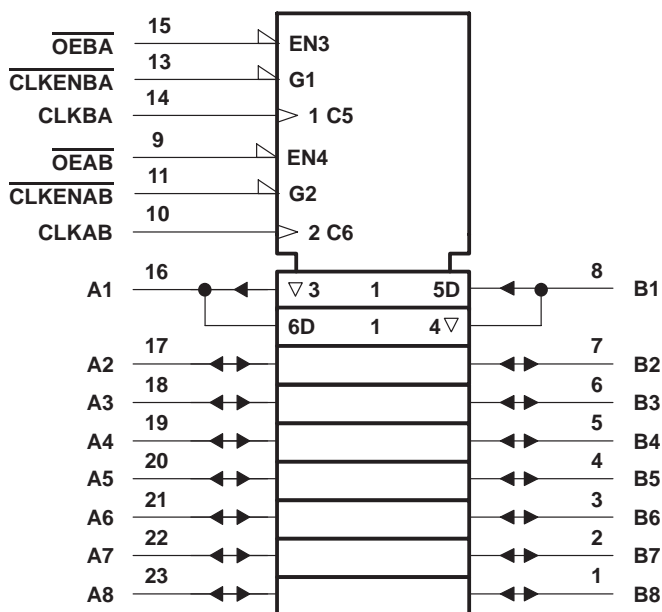 15
OEBA EN3
13
CLKENBA G1
14
CLKBA 1 C5
9
OEAB EN4
11
CLKENAB G2
10
CLKAB 2 C6
16 8
A1 ▽ 3 1 5D B1
6D 1 4 ▽
17 7
A2 B2
18 6
A3 B3
19 5
A4 B4
20 4
A5 B5
21 3
A6 B6
22 2
A7 B7
23 1
A8 B8